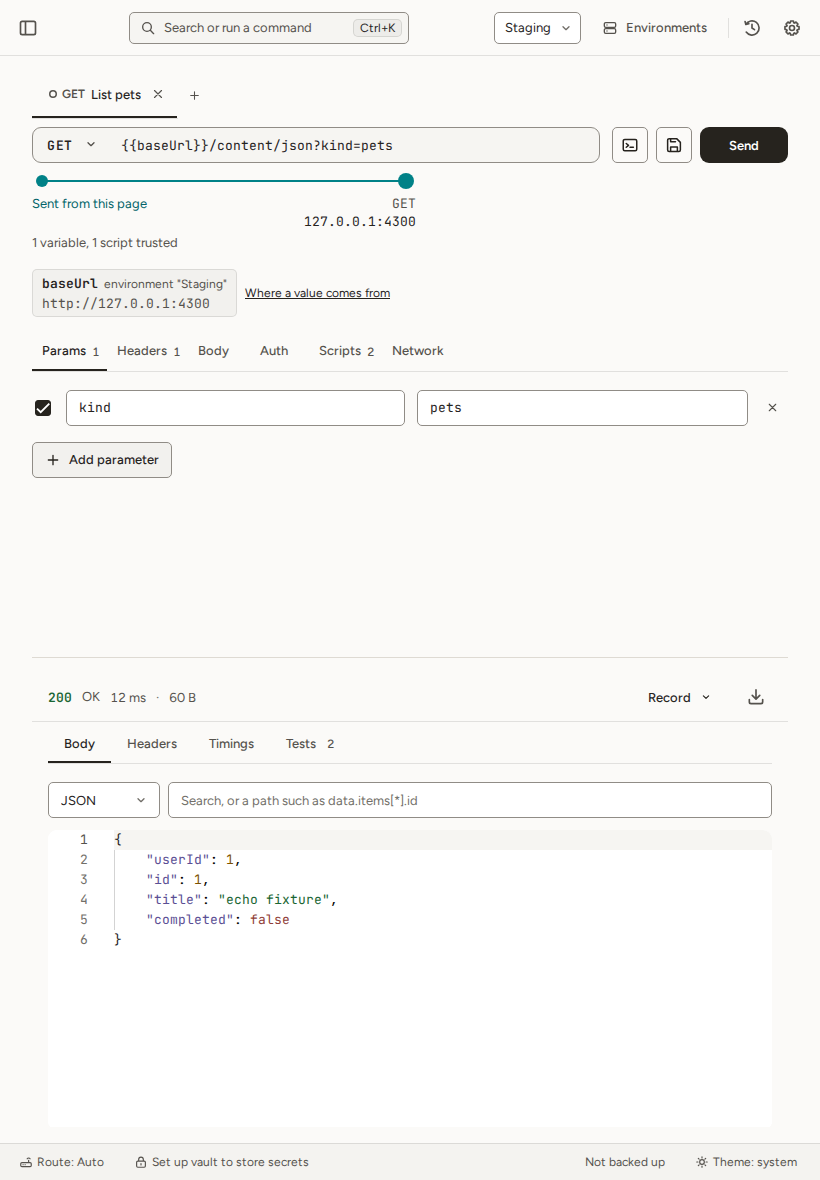 Search or run a command Ctrl+K Staging Environments
GET List pets
GET {{baseUrl}}/content/json?kind=pets Send
Sent from this page GET
127.0.0.1:4300
1 variable, 1 script trusted
baseUrl environment "Staging"
http://127.0.0.1:4300
Where a value comes from
Params 1 Headers 1 Body Auth Scripts 2 Network
kind pets
Add parameter
200 OK 12 ms · 60 B Record
Body Headers Timings Tests 2
JSON Search, or a path such as data.items[*].id
1 {
2 "userId": 1,
3 "id": 1,
4 "title": "echo fixture",
5 "completed": false
6 }
Route: Auto Set up vault to store secrets Not backed up Theme: system